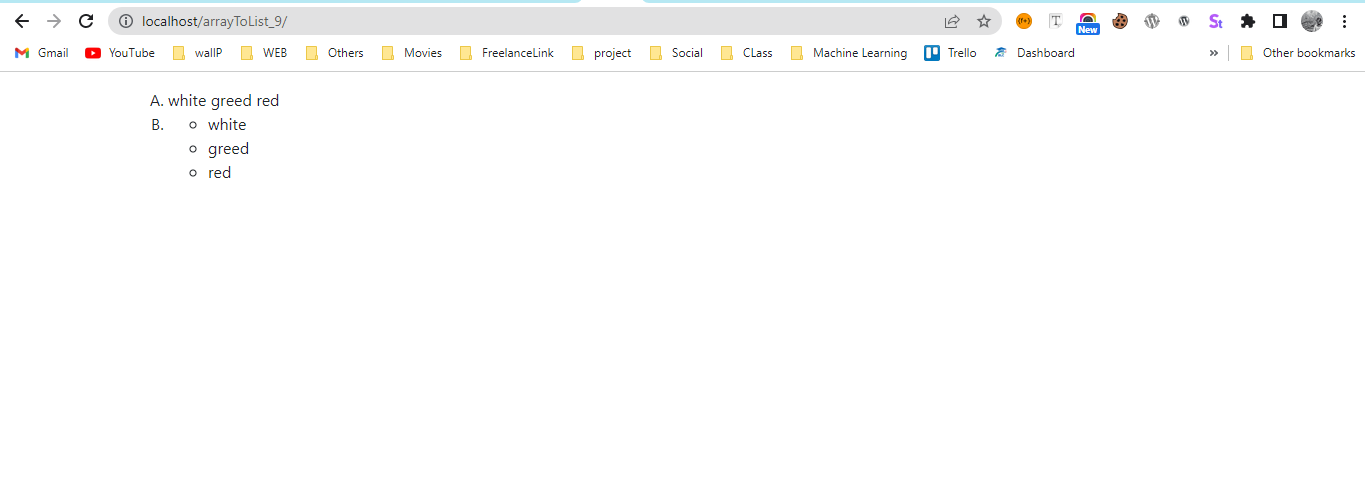 localhost/arrayToList_9/
T
New
St
Gmail YouTube wallP WEB Others Movies FreelanceLink project Social CLass Machine Learning Trello Dashboard » Other bookmarks
A. white greed red
B. white
greed
red